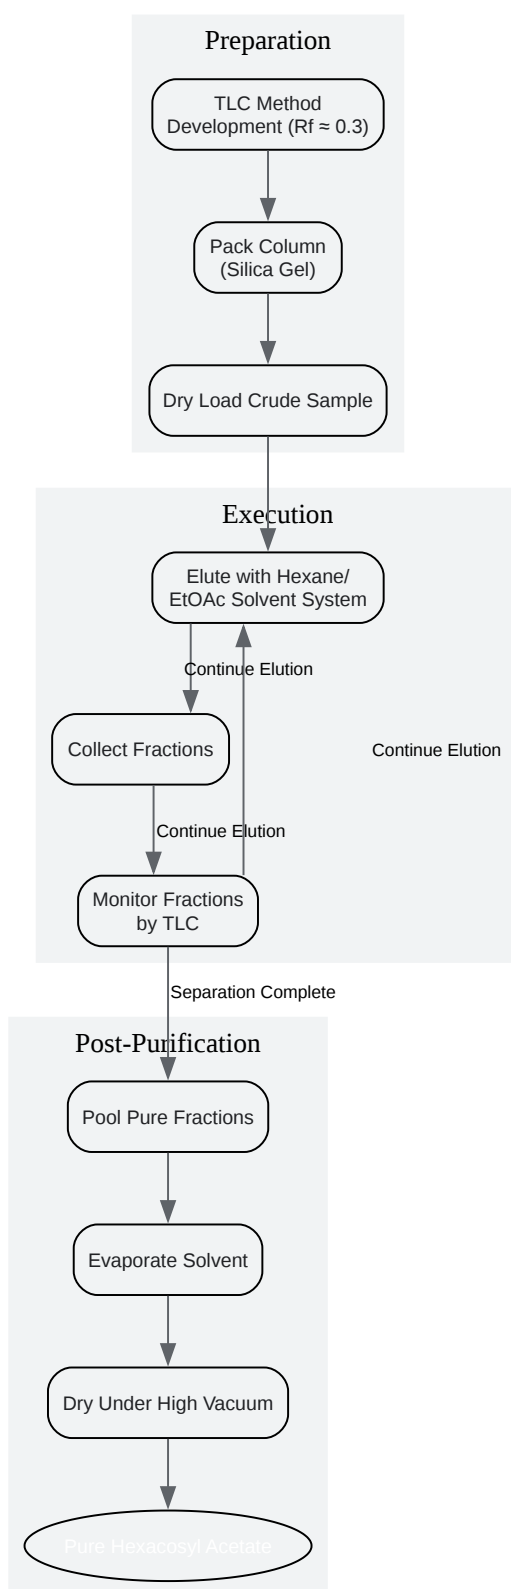 Preparation
TLC Method
Development (Rf ≈ 0.3)
Pack Column
(Silica Gel)
Dry Load Crude Sample
Execution
Elute with Hexane/
EtOAc Solvent System
Continue Elution
Collect Fractions
Continue Elution
Continue Elution
Monitor Fractions
by TLC
Separation Complete
Post-Purification
Pool Pure Fractions
Evaporate Solvent
Dry Under High Vacuum
Pure Hexacosyl Acetate